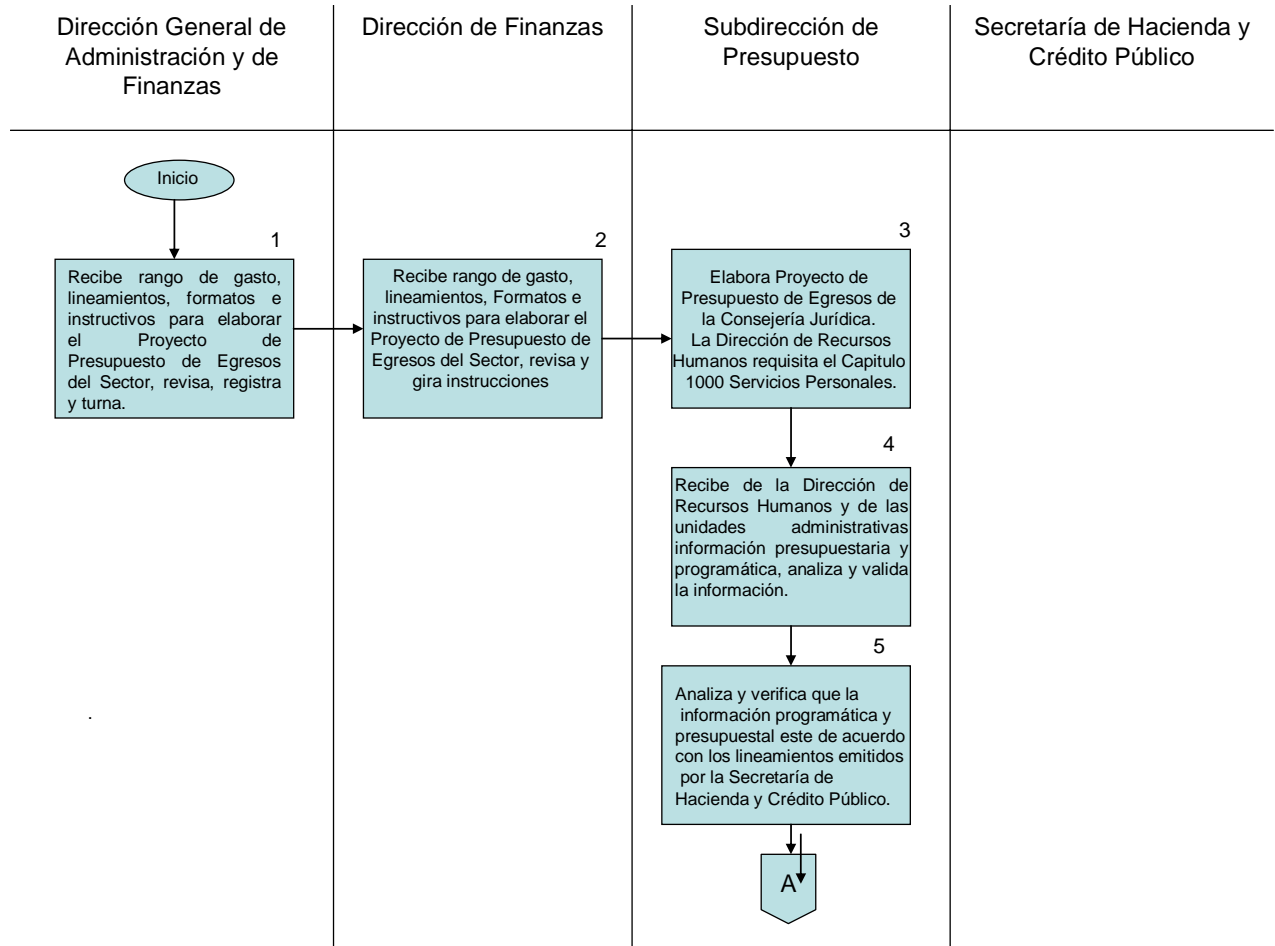 Dirección General de
Administración y de
Finanzas
Dirección de Finanzas
Subdirección de
Presupuesto
Secretaría de Hacienda y
Crédito Público
Inicio
1
Recibe rango de gasto,
lineamientos, formatos e
instructivos para elaborar
el Proyecto de
Presupuesto de Egresos
del Sector, revisa, registra
y turna.
2
Recibe rango de gasto,
lineamientos, Formatos e
instructivos para elaborar el
Proyecto de Presupuesto de
Egresos del Sector, revisa y
gira instrucciones
3
Elabora Proyecto de
Presupuesto de Egresos de
la Consejería Jurídica.
La Dirección de Recursos
Humanos requisita el Capitulo
1000 Servicios Personales.
4
Recibe de la Dirección de
Recursos Humanos y de las
unidades administrativas
información presupuestaria y
programática, analiza y valida
la información.
5
Analiza y verifica que la
información programática y
presupuestal este de acuerdo
con los lineamientos emitidos
por la Secretaría de
Hacienda y Crédito Público.
.
A